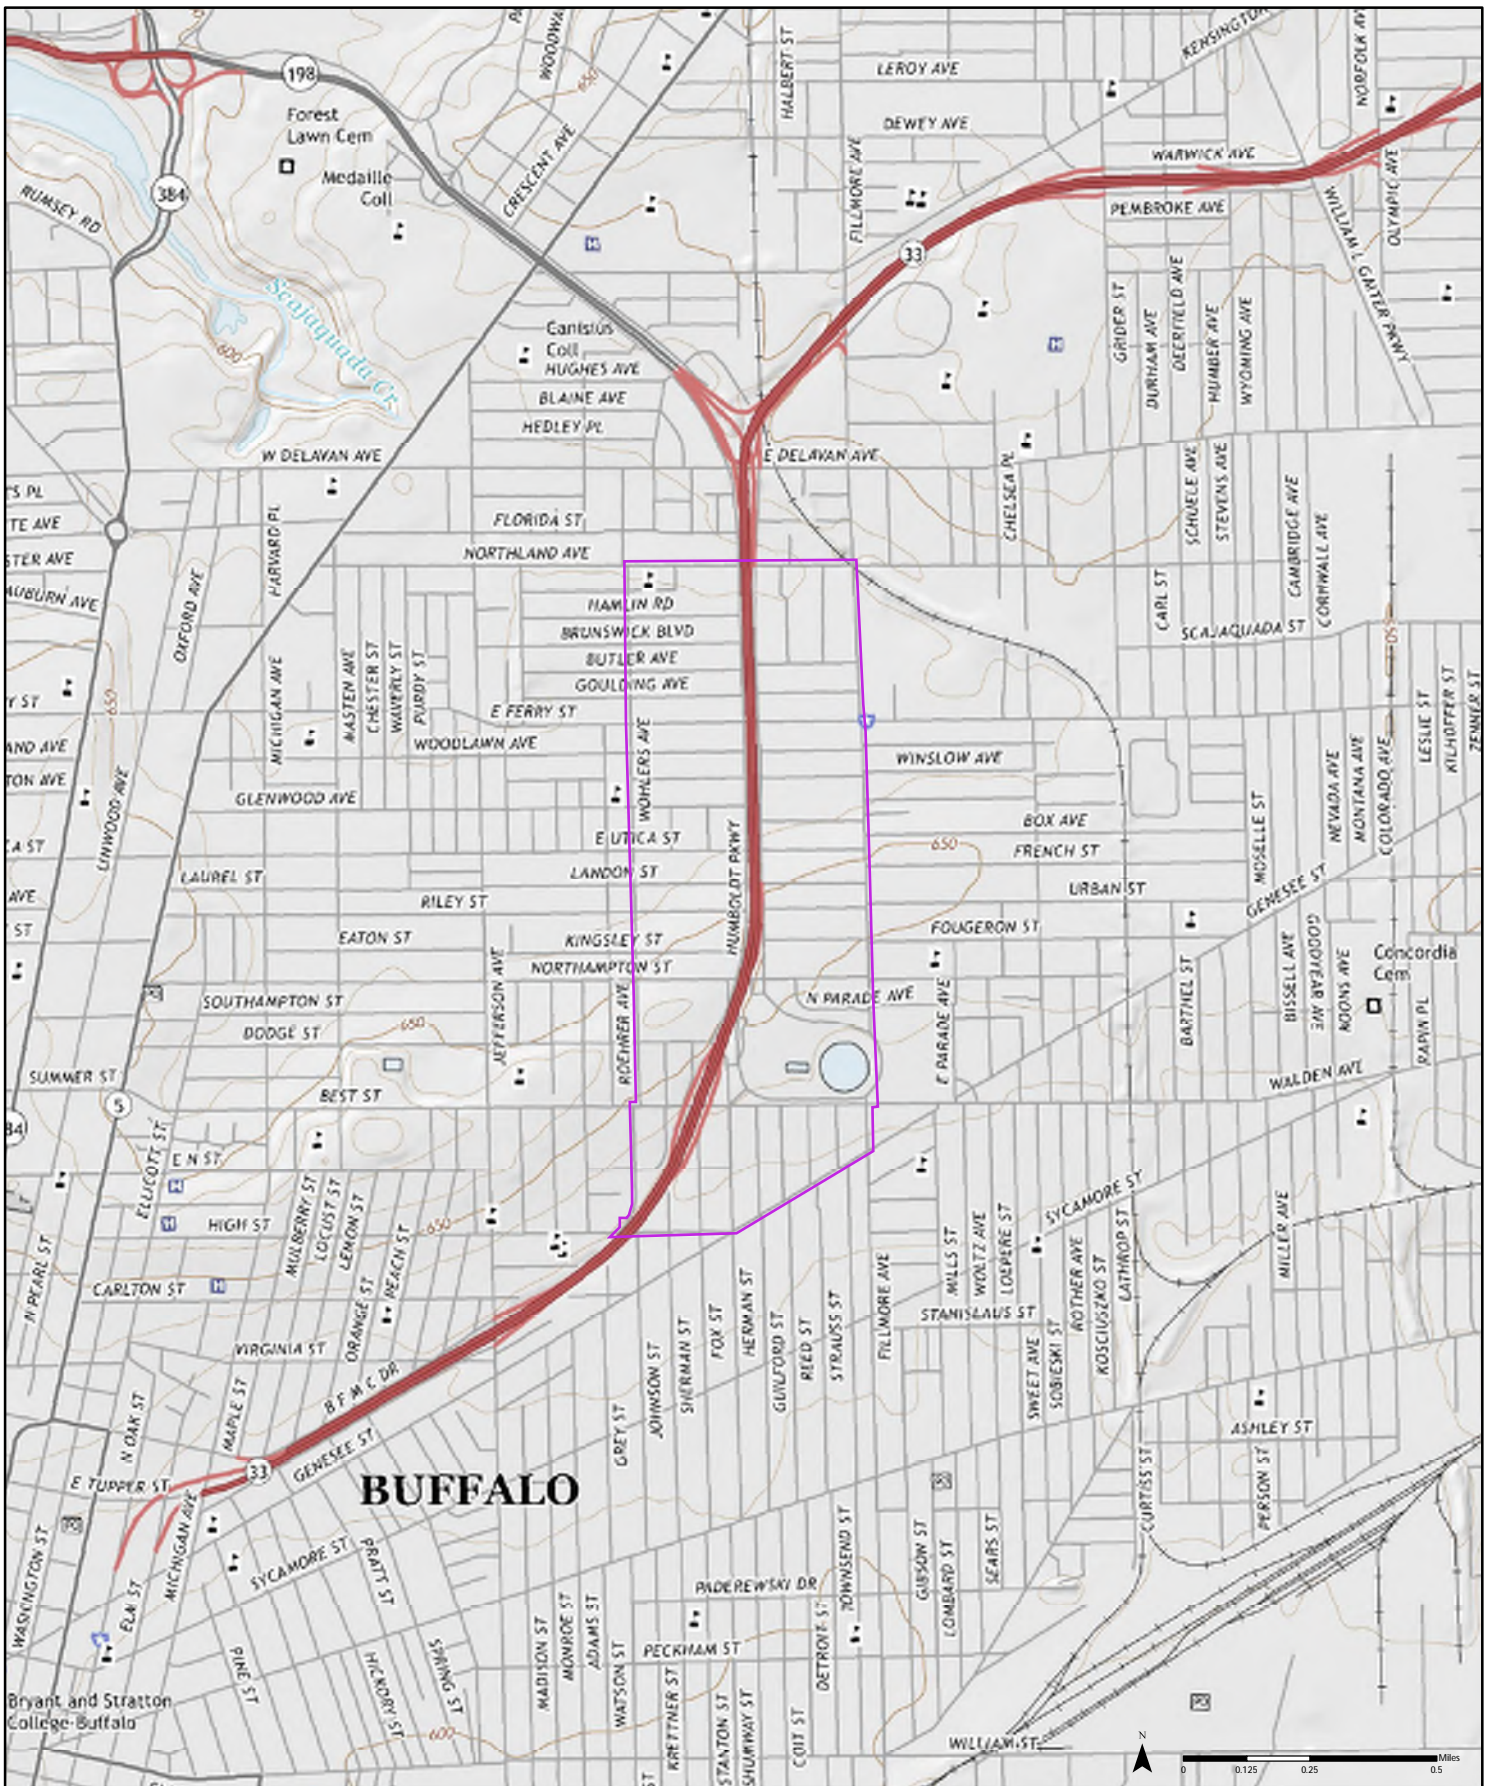 KENSINGTON
NORFOLK AV
HALBERT ST
LEROY AVE
198
Forest
Lawn Cem
Medaille
Coll
CRESCENT AVE
650
DEWEY AVE
FILLMORE AVE
WARWICK AVE
OLYMPIC AVE
384
RUMSEY RD
PEMBROKE AVE
33
Scajaquada Cr
600
Canisius
Coll
HUGHES AVE
BLAINE AVE
HEDLEY PL
GRIDER ST
DURHAM AVE
DEERFIELD AVE
HUMBER AVE
WYOMING AVE
W DELAVAN AVE
E DELAVAN AVE
CHELSEA PL
SCHUELE AVE
STEVENS AVE
CAMBRIDGE AVE
CORNWALL AVE
HARVARD PL
FLORIDA ST
NORTHLAND AVE
AUBURN AVE
OXFORD AVE
HAMLIN RD
BRUNSWICK BLVD
BUTLER AVE
GOULDING AVE
CARL ST
SCAJAQUADA ST
650
MICHIGAN AVE
MASTEN AVE
CHESTER ST
WAVERLY ST
PURDY ST
E FERRY ST
WOODLAWN AVE
WOHLERS AVE
WINSLOW AVE
LESLIE ST
KILHOFFER ST
ZENNER ST
GLENWOOD AVE
LINWOOD AVE
E UTICA ST
HUMBOLDT PKWY
BOX AVE
FRENCH ST
650
MOSELLE ST
NEVADA AVE
MONTANA AVE
COLORADO AVE
LAUREL ST
LANDON ST
RILEY ST
URBAN ST
GENESEE ST
EATON ST
KINGSLEY ST
NORTHAMPTON ST
FOUGERON ST
BISSELL AVE
GOODYEAR AVE
KOONS AVE
Concordia
Cem
SOUTHAMPTON ST
DODGE ST
650
JEFFERSON AVE
ROEHRER AVE
N PARADE AVE
E PARADE AVE
BARTHEL ST
RAPIN PL
SUMMER ST
BEST ST
WALDEN AVE
5
ELLICOTT ST
E N ST
HIGH ST
MULBERRY ST
LOCUST ST
LEMON ST
650
PEACH ST
ORANGE ST
CARLTON ST
N PEARL ST
VIRGINIA ST
SYCAMORE ST
MILLS ST
WOLTZ AVE
LOEPERE ST
STANISLAUS ST
ROTHER AVE
KOSCIUSZKO ST
LATHROP ST
MILLER AVE
FILLMORE AVE
JOHNSON ST
SHERMAN ST
FOX ST
HERMAN ST
GUILFORD ST
REED ST
STRAUSS ST
SWEET AVE
SOBIESKI ST
B F M C DR
MAPLE ST
N OAK ST
GREY ST
ASHLEY ST
33
GENESEE ST
E TUPPER ST
BUFFALO
CURTISS ST
PERSON ST
MICHIGAN AVE
WASHINGTON ST
ELM ST
SYCAMORE ST
PRATT ST
TOWNSEND ST
GIBSON ST
LOMBARD ST
SEARS ST
PADEREWSKI DR
MADISON ST
MONROE ST
ADAMS ST
WATSON ST
PECKHAM ST
DETROIT ST
PINE ST
HICKORY ST
SPRING ST
KRETTNER ST
STANTON ST
SHUMWAY ST
COIT ST
Bryant and Stratton
College-Buffalo
600
WILLIAM ST
N
0 0.125 0.25 0.5
Miles